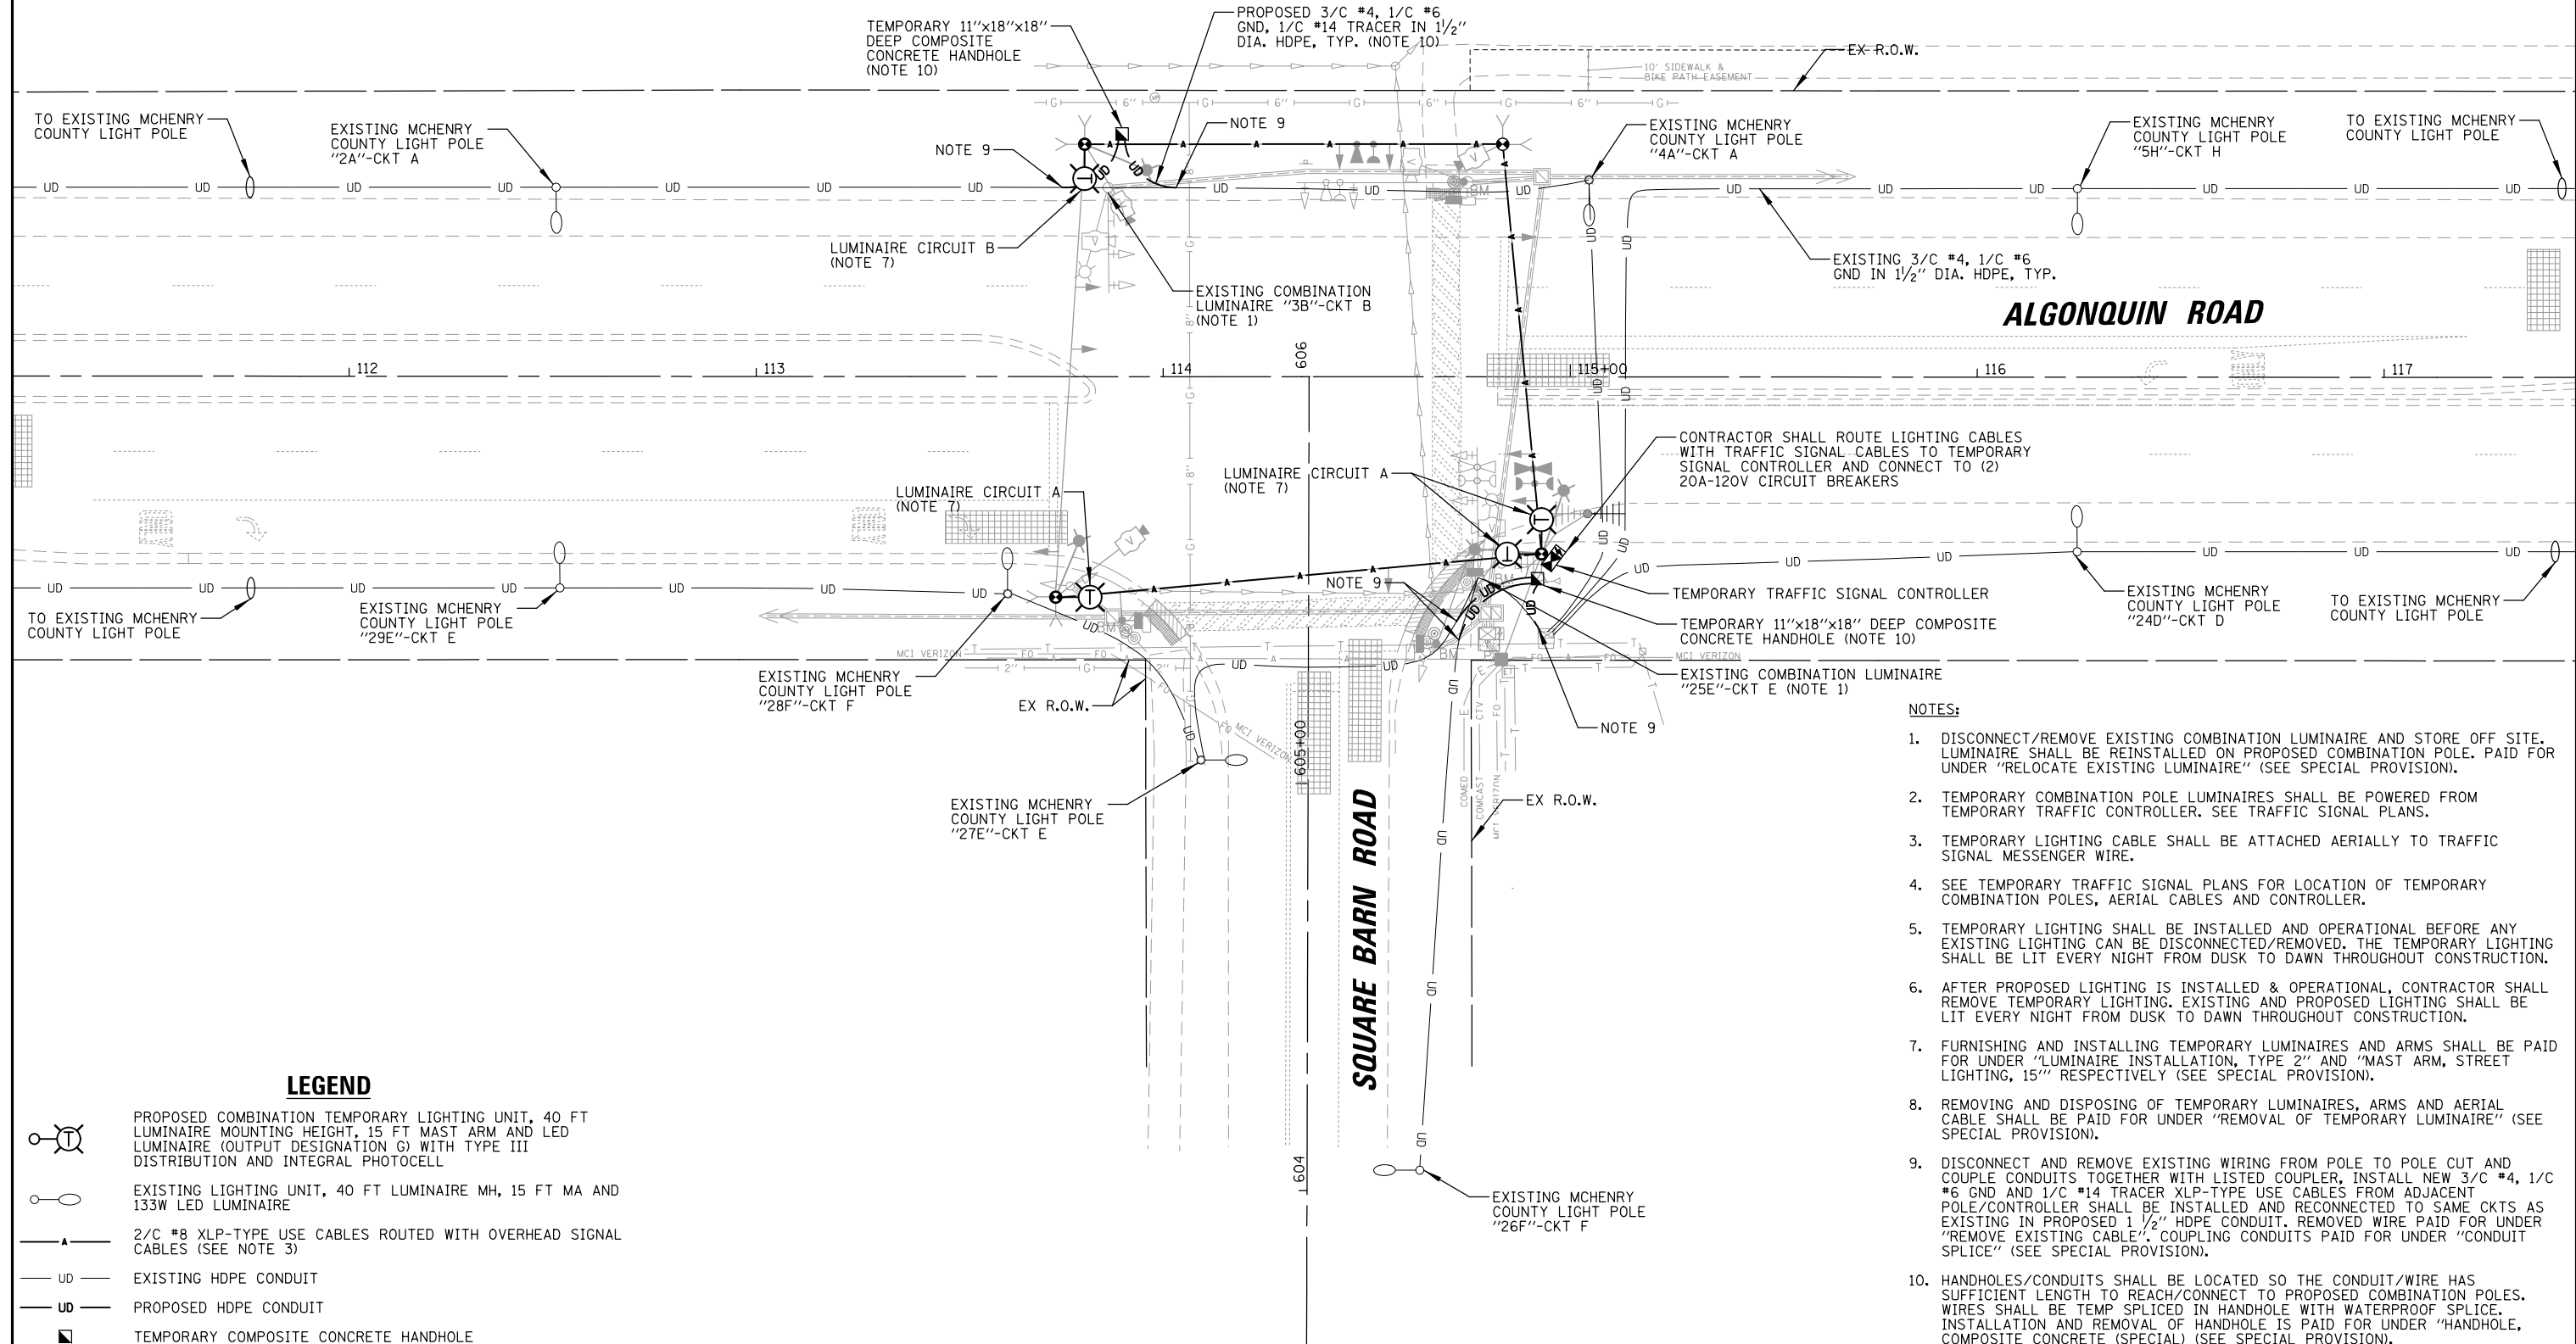 TEMPORARY 11"x18"x18"
DEEP COMPOSITE
CONCRETE HANDHOLE
(NOTE 10)
PROPOSED 3/C #4, 1/C #6
GND, 1/C #14 TRACER IN 1 1/2"
DIA. HDPE, TYP. (NOTE 10)
EX R.O.W.
10' SIDEWALK &
BIKE PATH EASEMENT
TO EXISTING MCHENRY
COUNTY LIGHT POLE
EXISTING MCHENRY
COUNTY LIGHT POLE
"2A"-CKT A
NOTE 9
NOTE 9
EXISTING MCHENRY
COUNTY LIGHT POLE
"4A"-CKT A
EXISTING MCHENRY
COUNTY LIGHT POLE
"5H"-CKT H
TO EXISTING MCHENRY
COUNTY LIGHT POLE
LUMINAIRE CIRCUIT B
(NOTE 7)
EXISTING COMBINATION
LUMINAIRE "3B"-CKT B
(NOTE 1)
EXISTING 3/C #4, 1/C #6
GND IN 1 1/2" DIA. HDPE, TYP.
ALGONQUIN ROAD
112
113
114
606
115+00
116
117
CONTRACTOR SHALL ROUTE LIGHTING CABLES
WITH TRAFFIC SIGNAL CABLES TO TEMPORARY
SIGNAL CONTROLLER AND CONNECT TO (2)
20A-120V CIRCUIT BREAKERS
LUMINAIRE CIRCUIT A
(NOTE 7)
LUMINAIRE CIRCUIT A
(NOTE 7)
NOTE 9
TO EXISTING MCHENRY
COUNTY LIGHT POLE
EXISTING MCHENRY
COUNTY LIGHT POLE
"29E"-CKT E
TEMPORARY TRAFFIC SIGNAL CONTROLLER
TEMPORARY 11"x18"x18" DEEP COMPOSITE
CONCRETE HANDHOLE (NOTE 10)
EXISTING MCHENRY
COUNTY LIGHT POLE
"24D"-CKT D
TO EXISTING MCHENRY
COUNTY LIGHT POLE
MCI VERIZON
MCI VERIZON
EXISTING MCHENRY
COUNTY LIGHT POLE
"28F"-CKT F
EX R.O.W.
EXISTING COMBINATION LUMINAIRE
"25E"-CKT E (NOTE 1)
NOTE 9
FO MCI VERIZON
605+00
EXISTING MCHENRY
COUNTY LIGHT POLE
"27E"-CKT E
COMED
COMCAST CTV
MCI VERIZON FO
EX R.O.W.
SQUARE BARN ROAD
604
EXISTING MCHENRY
COUNTY LIGHT POLE
"26F"-CKT F
NOTES:
1. DISCONNECT/REMOVE EXISTING COMBINATION LUMINAIRE AND STORE OFF SITE.
LUMINAIRE SHALL BE REINSTALLED ON PROPOSED COMBINATION POLE. PAID FOR
UNDER "RELOCATE EXISTING LUMINAIRE" (SEE SPECIAL PROVISION).
2. TEMPORARY COMBINATION POLE LUMINAIRES SHALL BE POWERED FROM
TEMPORARY TRAFFIC CONTROLLER. SEE TRAFFIC SIGNAL PLANS.
3. TEMPORARY LIGHTING CABLE SHALL BE ATTACHED AERIALLY TO TRAFFIC
SIGNAL MESSENGER WIRE.
4. SEE TEMPORARY TRAFFIC SIGNAL PLANS FOR LOCATION OF TEMPORARY
COMBINATION POLES, AERIAL CABLES AND CONTROLLER.
5. TEMPORARY LIGHTING SHALL BE INSTALLED AND OPERATIONAL BEFORE ANY
EXISTING LIGHTING CAN BE DISCONNECTED/REMOVED. THE TEMPORARY LIGHTING
SHALL BE LIT EVERY NIGHT FROM DUSK TO DAWN THROUGHOUT CONSTRUCTION.
6. AFTER PROPOSED LIGHTING IS INSTALLED & OPERATIONAL, CONTRACTOR SHALL
REMOVE TEMPORARY LIGHTING. EXISTING AND PROPOSED LIGHTING SHALL BE
LIT EVERY NIGHT FROM DUSK TO DAWN THROUGHOUT CONSTRUCTION.
7. FURNISHING AND INSTALLING TEMPORARY LUMINAIRES AND ARMS SHALL BE PAID
FOR UNDER "LUMINAIRE INSTALLATION, TYPE 2" AND "MAST ARM, STREET
LIGHTING, 15'" RESPECTIVELY (SEE SPECIAL PROVISION).
8. REMOVING AND DISPOSING OF TEMPORARY LUMINAIRES, ARMS AND AERIAL
CABLE SHALL BE PAID FOR UNDER "REMOVAL OF TEMPORARY LUMINAIRE" (SEE
SPECIAL PROVISION).
9. DISCONNECT AND REMOVE EXISTING WIRING FROM POLE TO POLE CUT AND
COUPLE CONDUITS TOGETHER WITH LISTED COUPLER, INSTALL NEW 3/C #4, 1/C
#6 GND AND 1/C #14 TRACER XLP-TYPE USE CABLES FROM ADJACENT
POLE/CONTROLLER SHALL BE INSTALLED AND RECONNECTED TO SAME CKTS AS
EXISTING IN PROPOSED 1 1/2" HDPE CONDUIT. REMOVED WIRE PAID FOR UNDER
"REMOVE EXISTING CABLE". COUPLING CONDUITS PAID FOR UNDER "CONDUIT
SPLICE" (SEE SPECIAL PROVISION).
10. HANDHOLES/CONDUITS SHALL BE LOCATED SO THE CONDUIT/WIRE HAS
SUFFICIENT LENGTH TO REACH/CONNECT TO PROPOSED COMBINATION POLES.
WIRES SHALL BE TEMP SPLICED IN HANDHOLE WITH WATERPROOF SPLICE.
INSTALLATION AND REMOVAL OF HANDHOLE IS PAID FOR UNDER "HANDHOLE,
COMPOSITE CONCRETE (SPECIAL) (SEE SPECIAL PROVISION).
LEGEND
PROPOSED COMBINATION TEMPORARY LIGHTING UNIT, 40 FT
LUMINAIRE MOUNTING HEIGHT, 15 FT MAST ARM AND LED
LUMINAIRE (OUTPUT DESIGNATION G) WITH TYPE III
DISTRIBUTION AND INTEGRAL PHOTOCELL
EXISTING LIGHTING UNIT, 40 FT LUMINAIRE MH, 15 FT MA AND
133W LED LUMINAIRE
A 2/C #8 XLP-TYPE USE CABLES ROUTED WITH OVERHEAD SIGNAL
CABLES (SEE NOTE 3)
UD EXISTING HDPE CONDUIT
UD PROPOSED HDPE CONDUIT
TEMPORARY COMPOSITE CONCRETE HANDHOLE